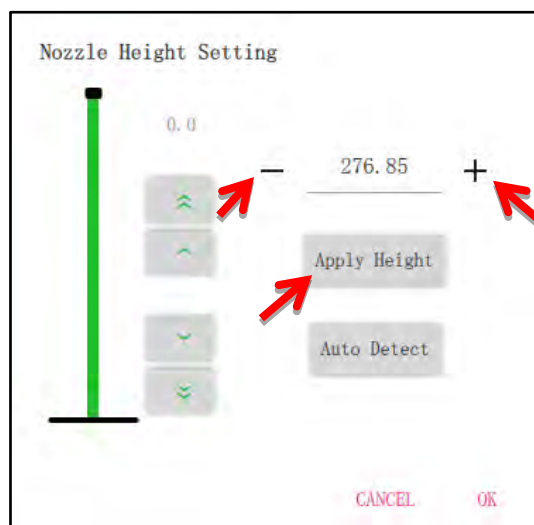 Nozzle Height Setting
0.0
− 276.85 +
Apply Height
Auto Detect
CANCEL OK